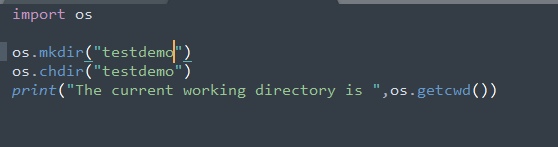 import os
os.mkdir("testdemo")
os.chdir("testdemo")
print("The current working directory is ",os.getcwd())